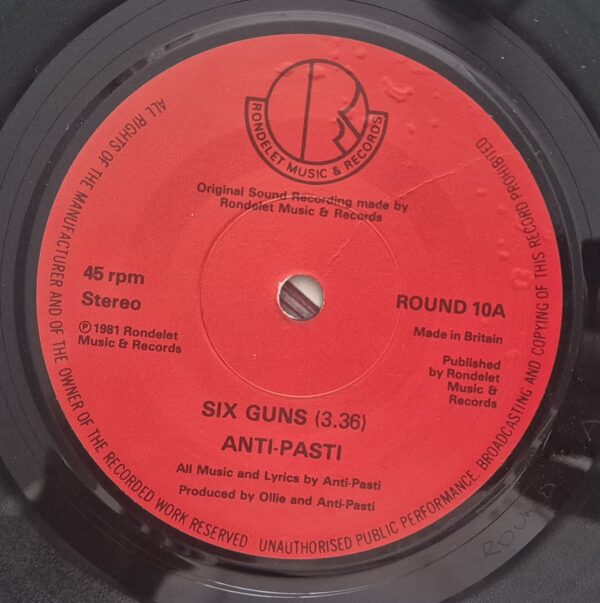 RONDELET MUSIC & RECORDS
Original Sound Recording made by
Rondelet Music & Records
45 rpm
Stereo
ROUND 10A
℗ 1981 Rondelet
Music & Records
Made in Britain
Published
by Rondelet
Music &
Records
SIX GUNS (3.36)
ANTI-PASTI
All Music and Lyrics by Anti-Pasti
Produced by Ollie and Anti-Pasti
ALL RIGHTS OF THE MANUFACTURER AND OF THE OWNER OF THE RECORDED WORK RESERVED · UNAUTHORISED PUBLIC PERFORMANCE, BROADCASTING AND COPYING OF THIS RECORD PROHIBITED
ROUND